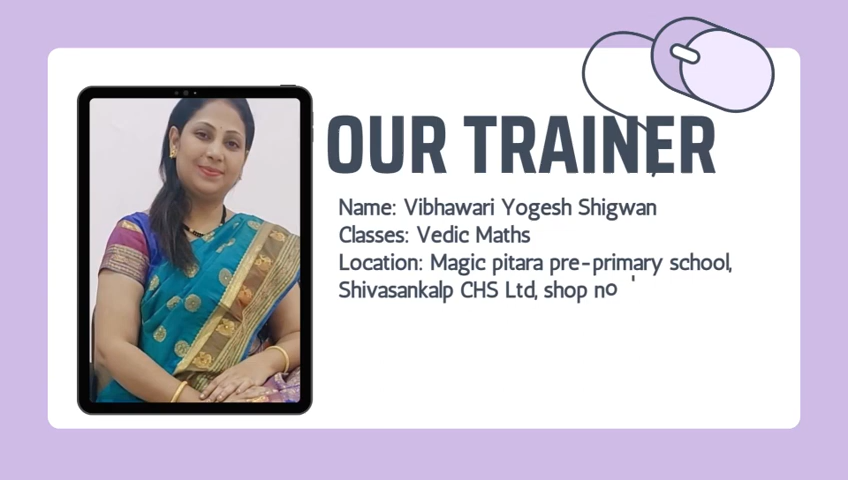 OUR TRAINER
Name: Vibhawari Yogesh Shigwan
Classes: Vedic Maths
Location: Magic pitara pre-primary school,
Shivasankalp CHS Ltd, shop no